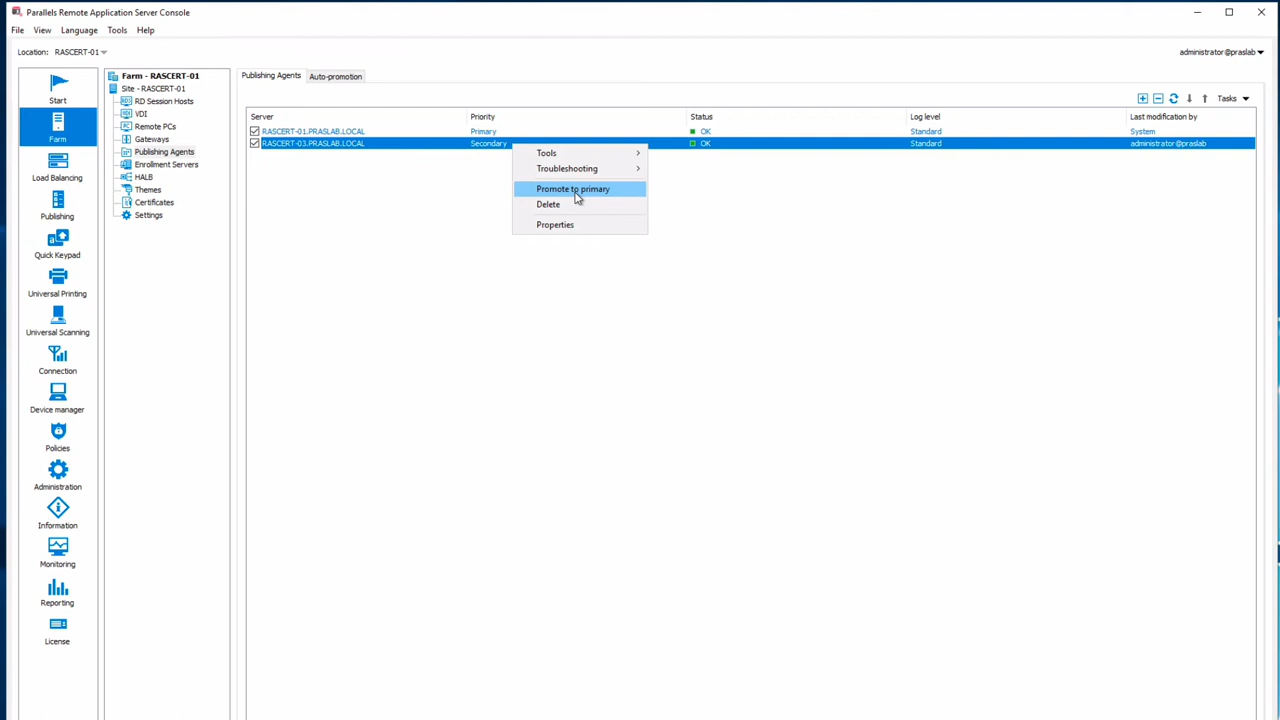 Parallels Remote Application Server Console
File View Language Tools Help
Location: RASCERT-01
administrator@praslab
Start
Farm
Load Balancing
Publishing
Quick Keypad
Universal Printing
Universal Scanning
Connection
Device manager
Policies
Administration
Information
Monitoring
Reporting
License
Farm - RASCERT-01
Site - RASCERT-01
RD Session Hosts
VDI
Remote PCs
Gateways
Publishing Agents
Enrollment Servers
HALB
Themes
Certificates
Settings
Publishing Agents Auto-promotion
Tasks
Server Priority Status Log level Last modification by
RASCERT-01.PRASLAB.LOCAL Primary OK Standard System
RASCERT-03.PRASLAB.LOCAL Secondary OK Standard administrator@praslab
Tools
Troubleshooting
Promote to primary
Delete
Properties